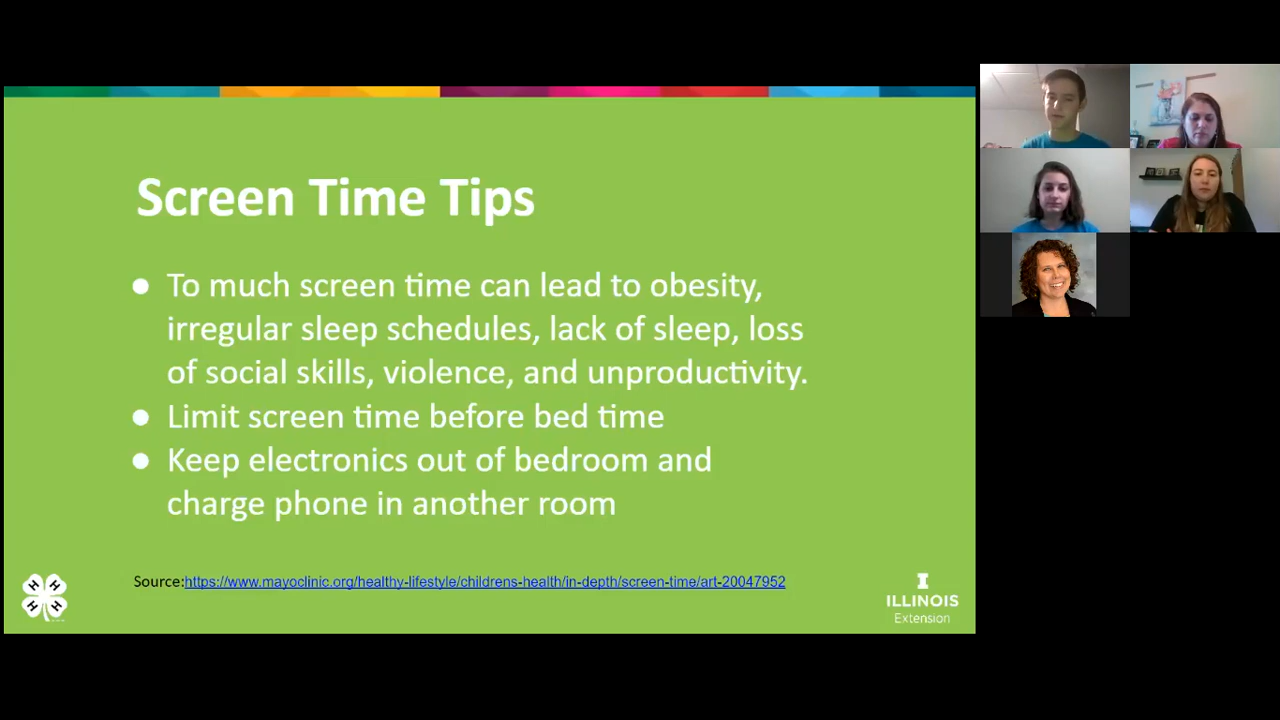 Screen Time Tips
● To much screen time can lead to obesity,
irregular sleep schedules, lack of sleep, loss
of social skills, violence, and unproductivity.
● Limit screen time before bed time
● Keep electronics out of bedroom and
charge phone in another room
Source:https://www.mayoclinic.org/healthy-lifestyle/childrens-health/in-depth/screen-time/art-20047952
H H
H H
I
ILLINOIS
Extension